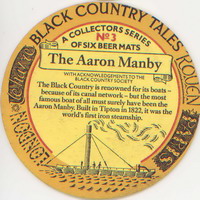 BLACK COUNTRY TALES
A COLLECTORS SERIES
Nº3
OF SIX BEER MATS
The Aaron Manby
WITH ACKNOWLEDGEMENTS TO THE
BLACK COUNTRY SOCIETY
The Black Country is renowned for its boats –
because of its canal network – but the most
famous boat of all must surely have been the
Aaron Manby. Built in Tipton in 1822, it was the
world's first iron steamship.
LONDON
PARIS